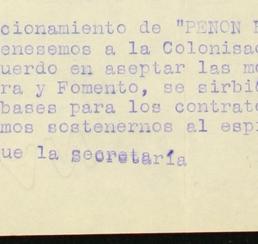 cionamiento de "PEÑON
enesemos a la Colonisac
uerdo en aseptar las mo
ra y Fomento, se sirbi
bases para los contrat
mos sostenernos al esp
ue la secretaría